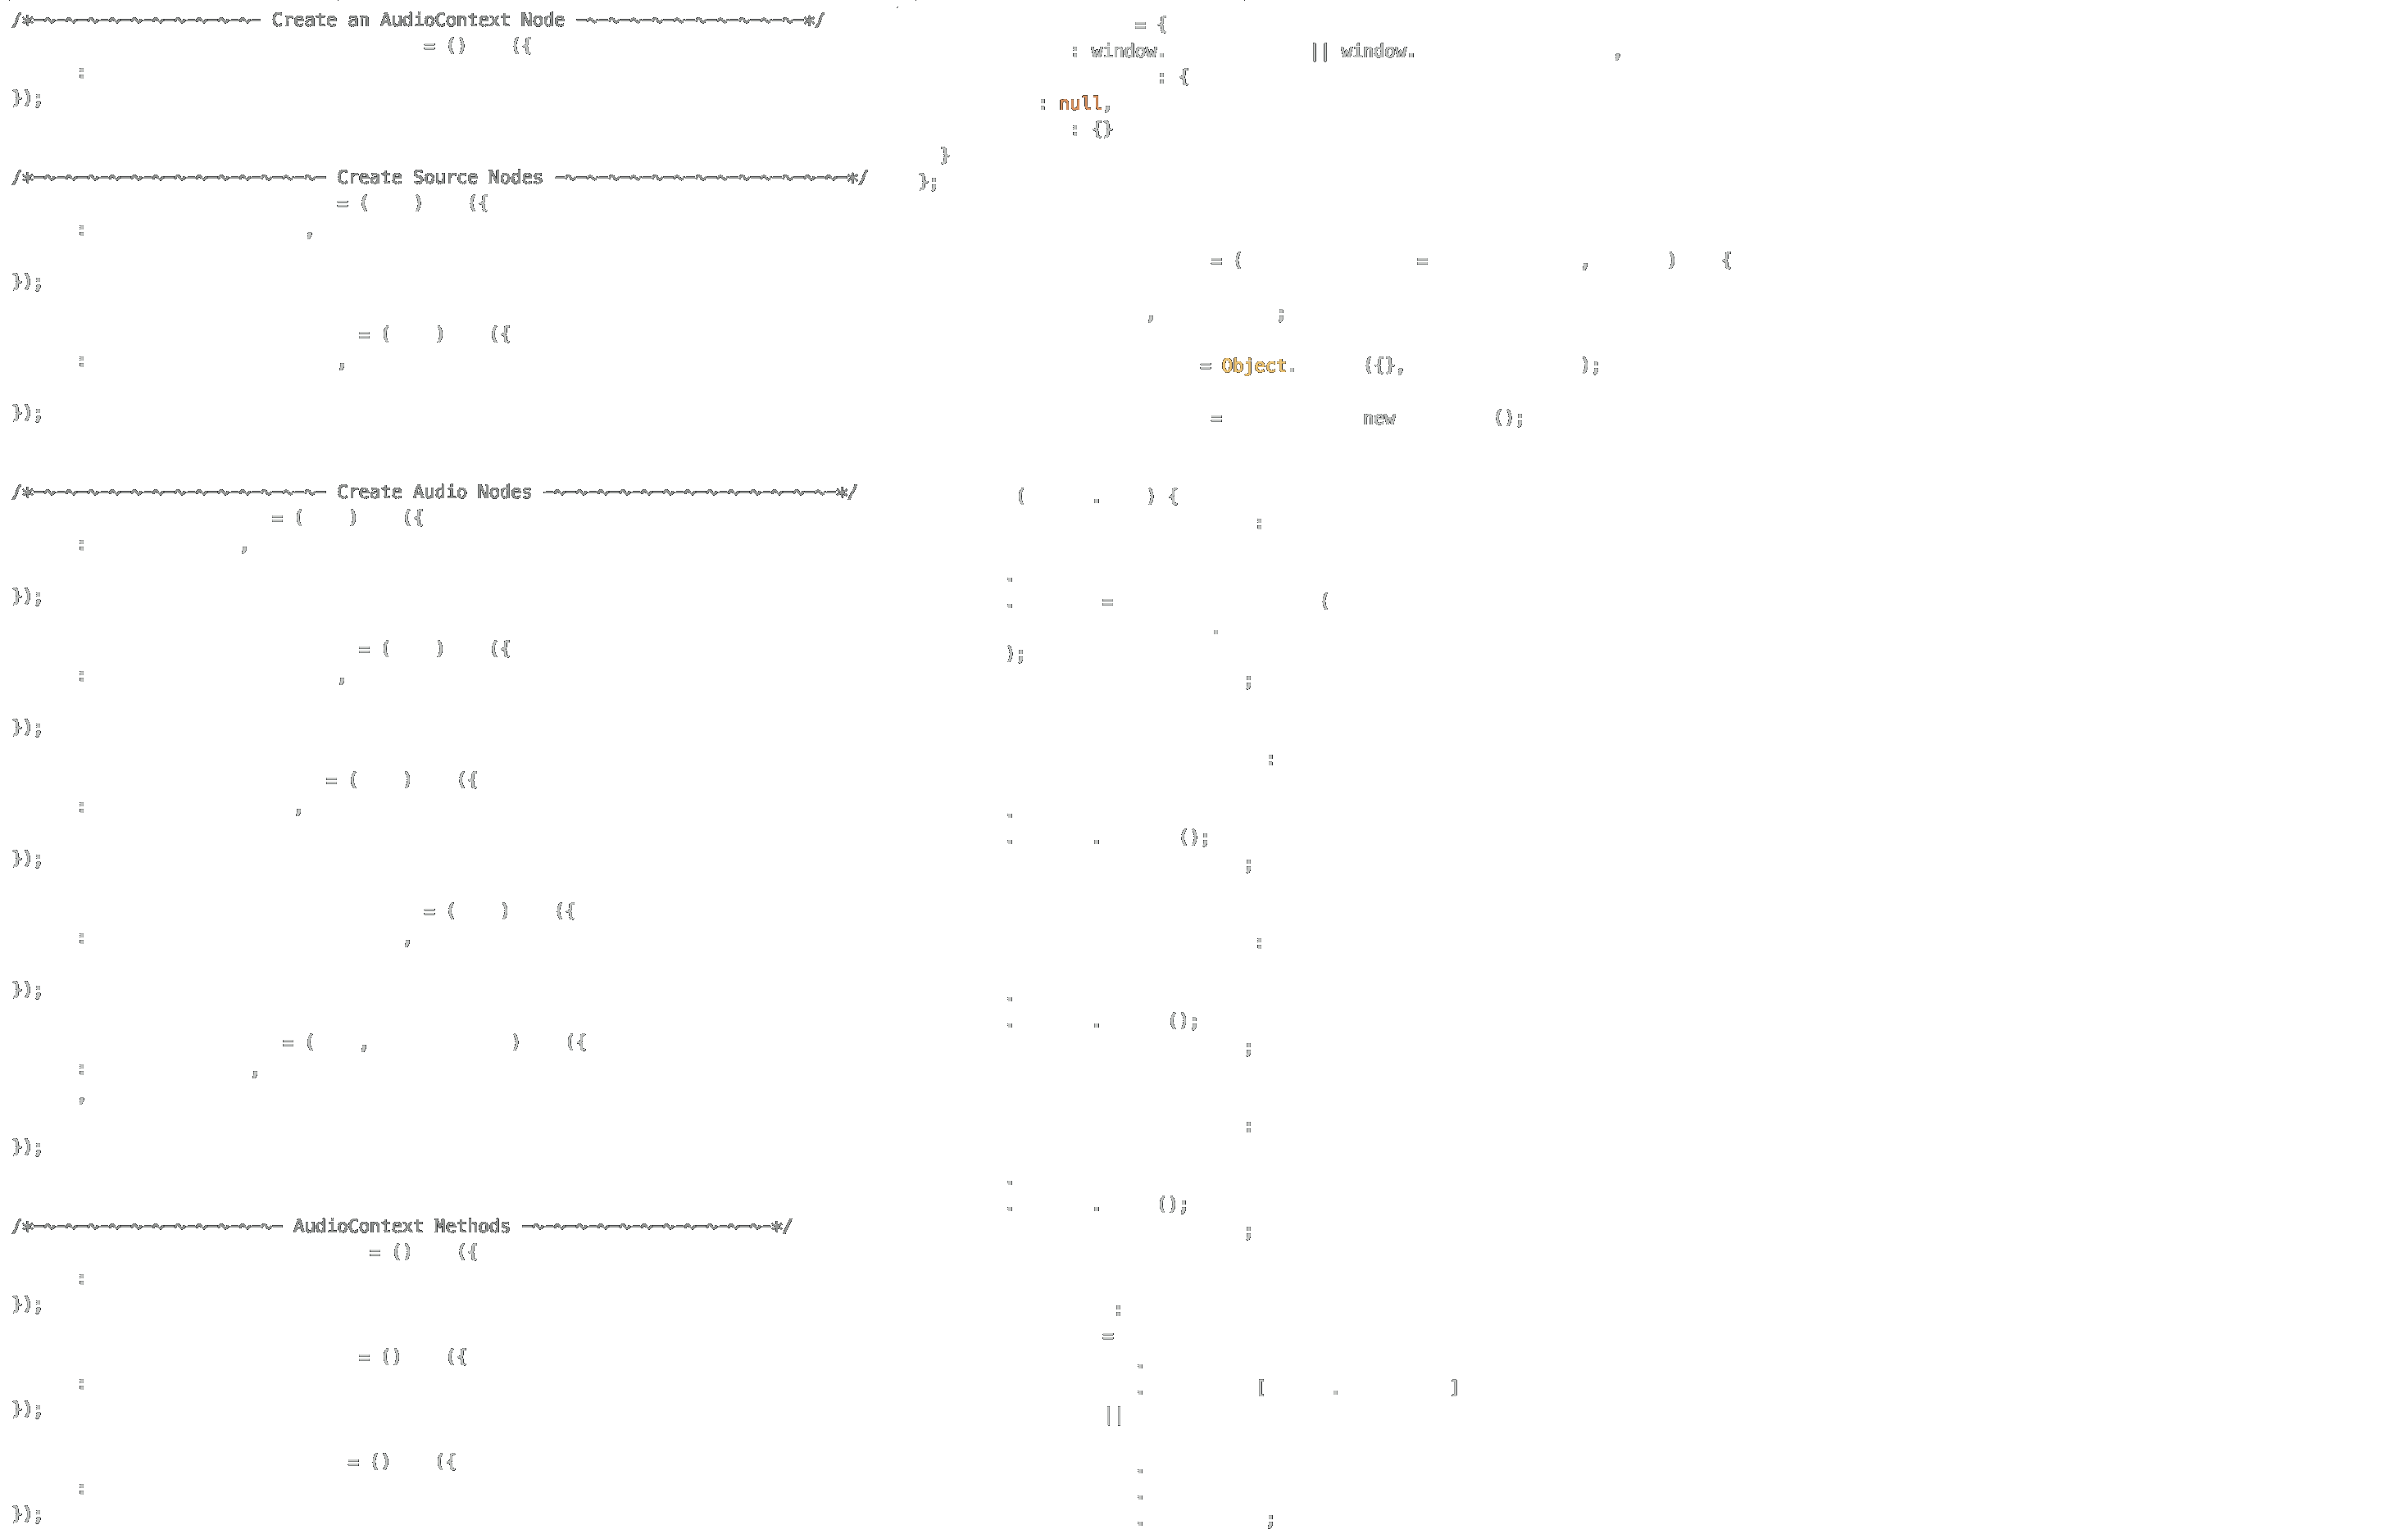 /*~~~~~~~~~~~~~~~~~~~~~ Create an AudioContext Node ~~~~~~~~~~~~~~~~~~~~~*/
= () ({
:
});
/*~~~~~~~~~~~~~~~~~~~~~~~~~~~ Create Source Nodes ~~~~~~~~~~~~~~~~~~~~~~~~~~~*/
= ( ) ({
: ,
});
= ( ) ({
: ,
});
/*~~~~~~~~~~~~~~~~~~~~~~~~~~~ Create Audio Nodes ~~~~~~~~~~~~~~~~~~~~~~~~~~~*/
= ( ) ({
: ,
});
= ( ) ({
: ,
});
= ( ) ({
: ,
});
= ( ) ({
: ,
});
= ( , ) ({
: ,
,
});
/*~~~~~~~~~~~~~~~~~~~~~~~ AudioContext Methods ~~~~~~~~~~~~~~~~~~~~~~~*/
= () ({
:
});
= () ({
:
});
= () ({
:
});
= {
: window. || window. ,
: {
: null,
: {}
}
};
= ( = , ) {
, ;
= Object. ({}, );
= new ();
( . ) {
:
.
. = (
.
);
;
:
.
. . ();
;
:
.
. . ();
;
:
.
. . ();
;
:
=
.
. [ . ]
||
.
.
. ;